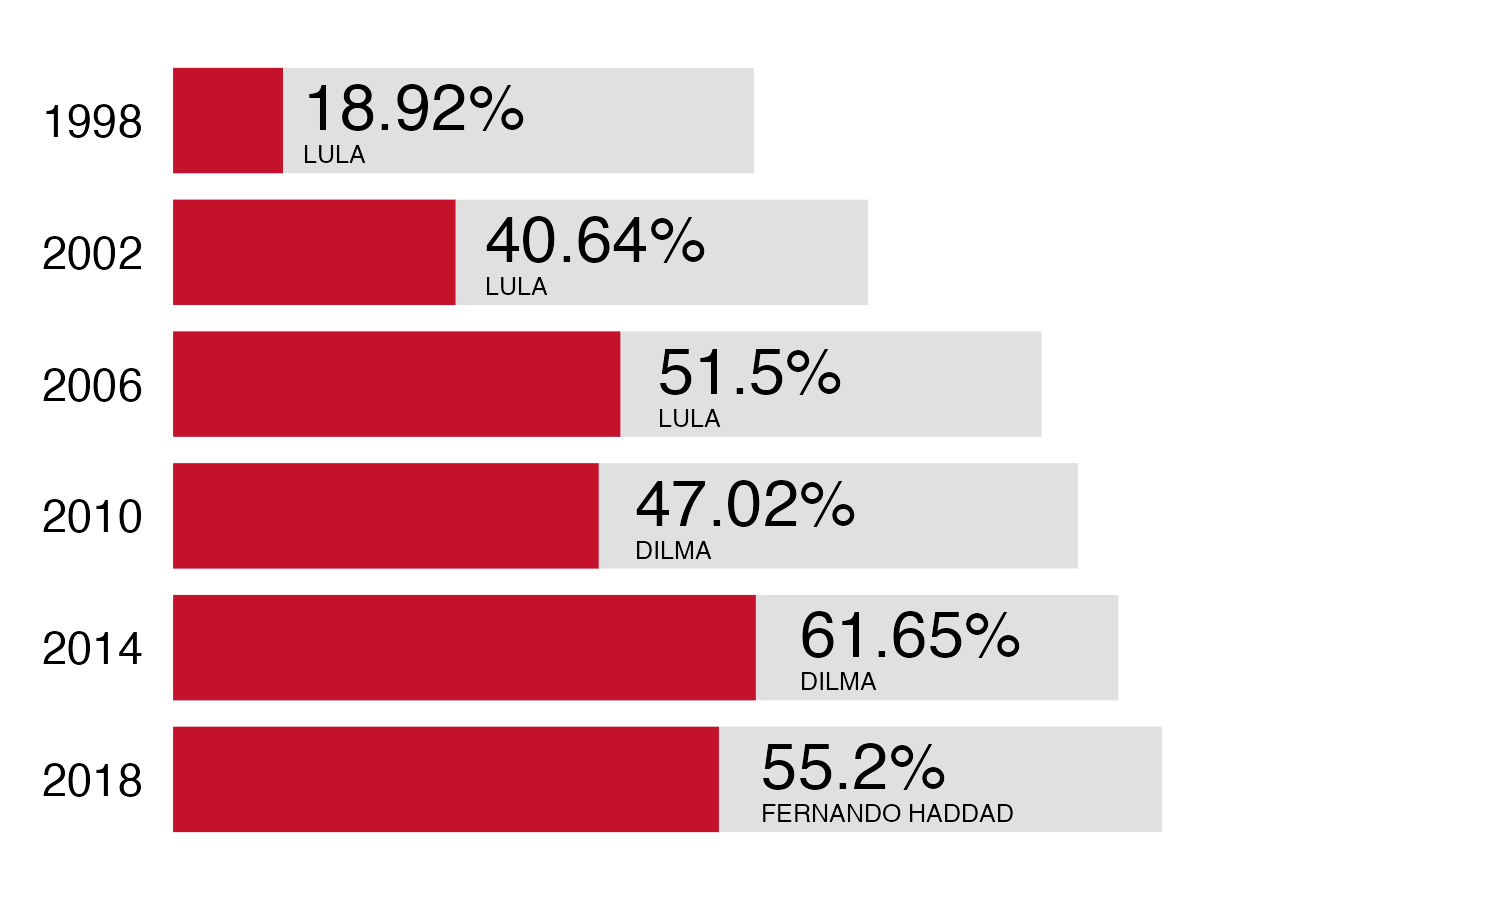 1998
18.92%
LULA
2002
40.64%
LULA
2006
51.5%
LULA
2010
47.02%
DILMA
2014
61.65%
DILMA
2018
55.2%
FERNANDO HADDAD